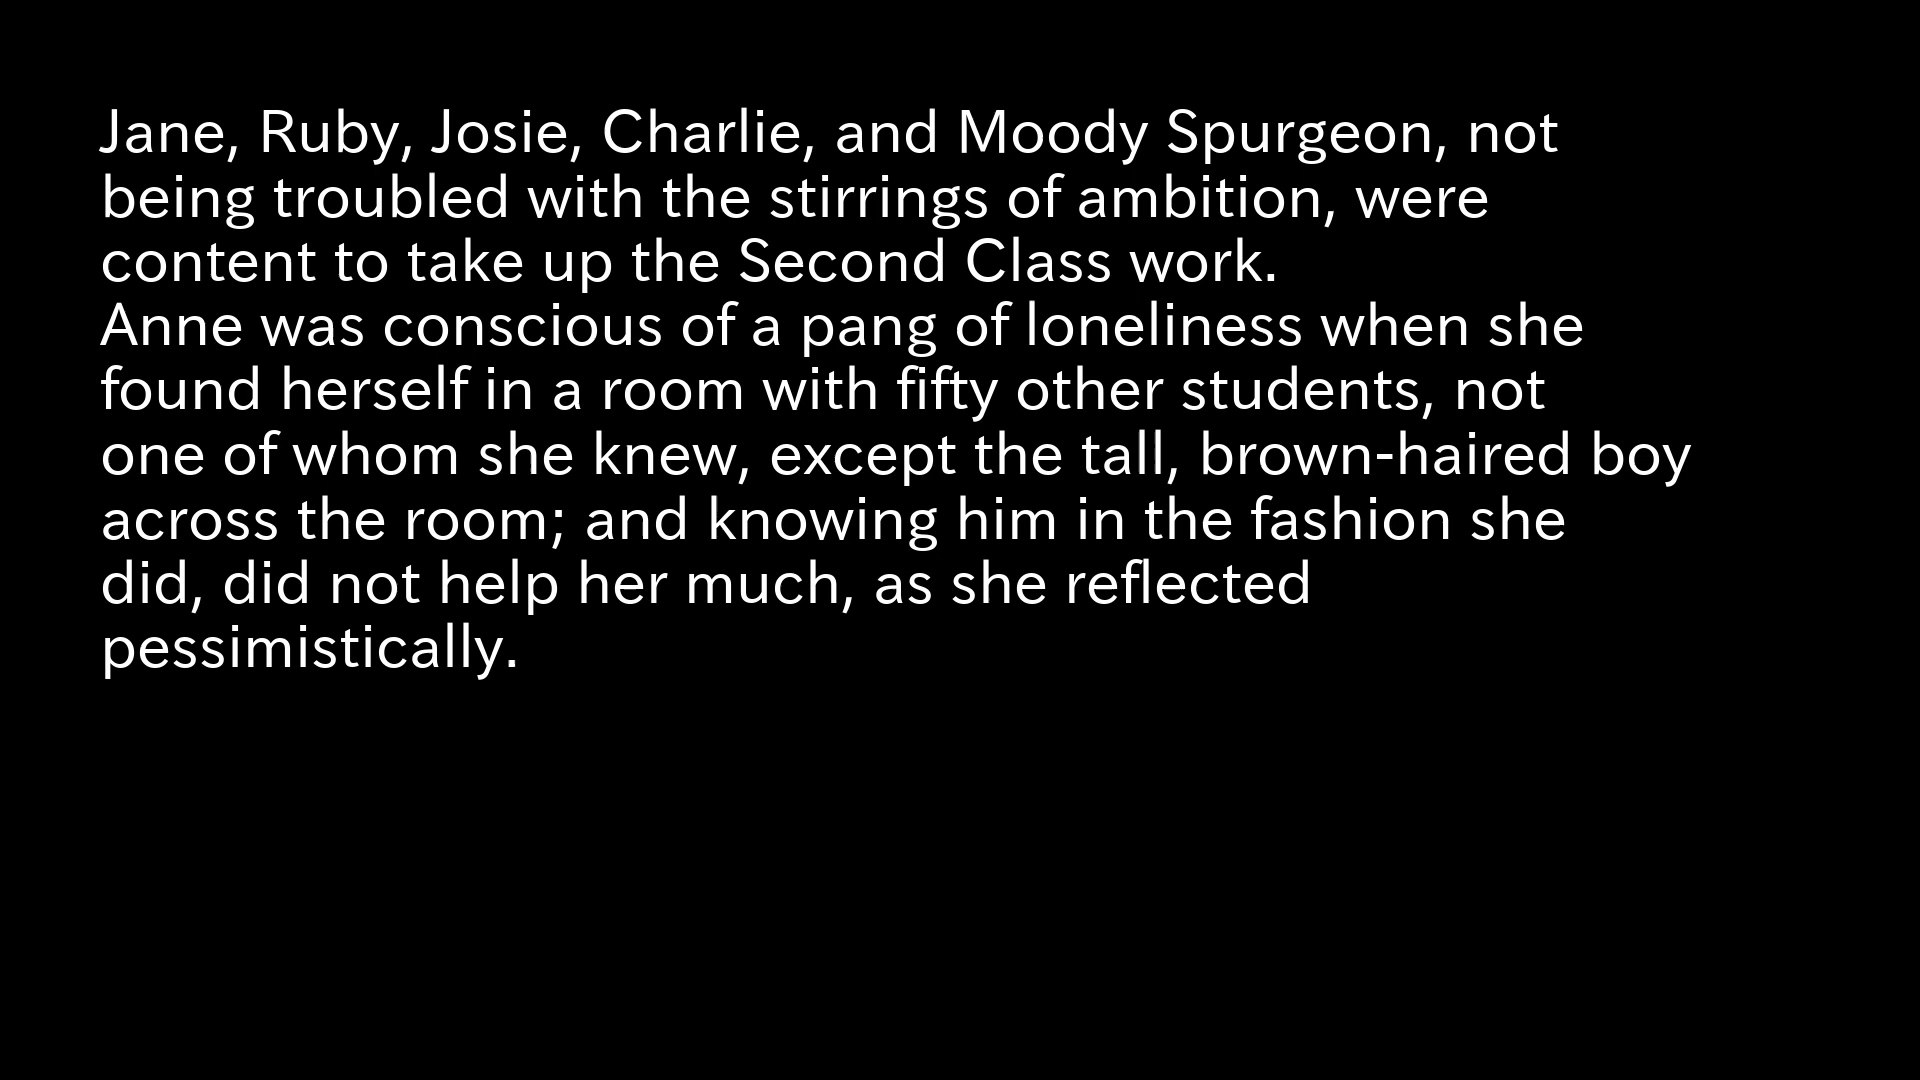 Jane, Ruby, Josie, Charlie, and Moody Spurgeon, not
being troubled with the stirrings of ambition, were
content to take up the Second Class work.
Anne was conscious of a pang of loneliness when she
found herself in a room with fifty other students, not
one of whom she knew, except the tall, brown-haired boy
across the room; and knowing him in the fashion she
did, did not help her much, as she reflected
pessimistically.